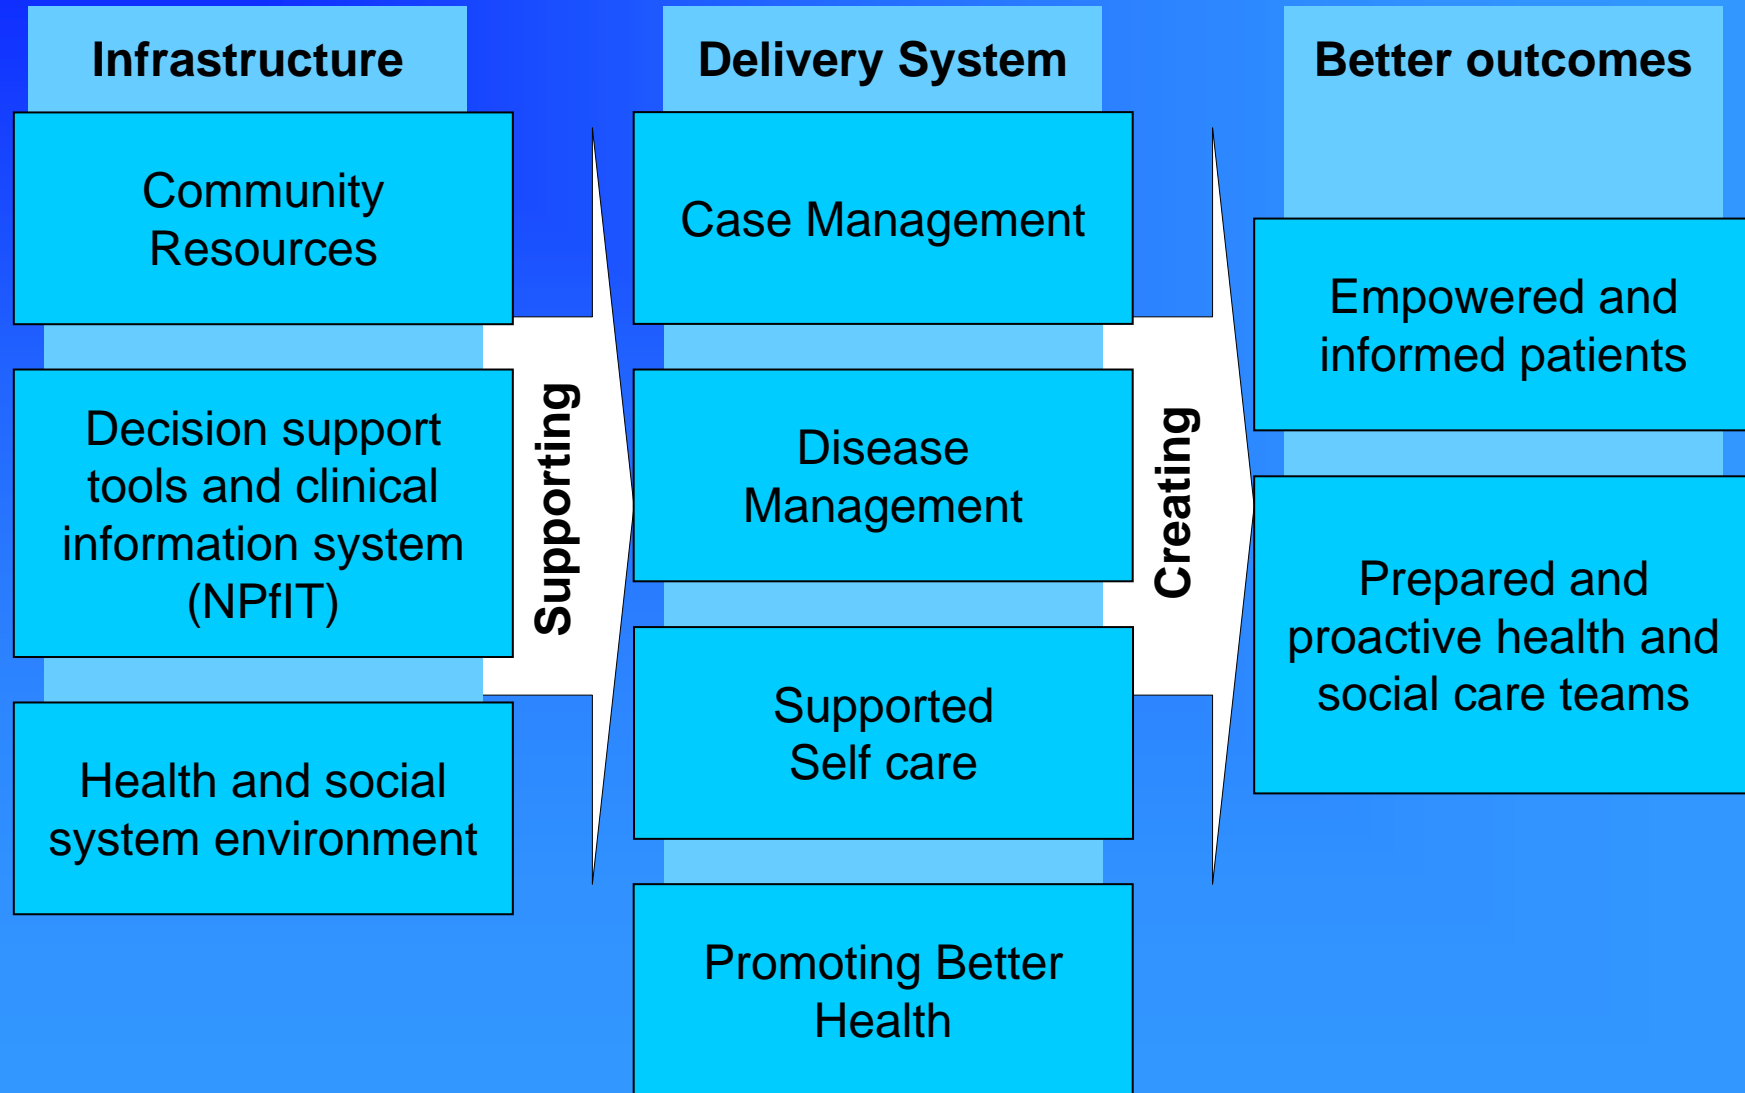 Infrastructure
Community
Resources
Decision support
tools and clinical
information system
(NPfIT)
Health and social
system environment
Supporting
Delivery System
Case Management
Disease
Management
Supported
Self care
Promoting Better
Health
Creating
Better outcomes
Empowered and
informed patients
Prepared and
proactive health and
social care teams